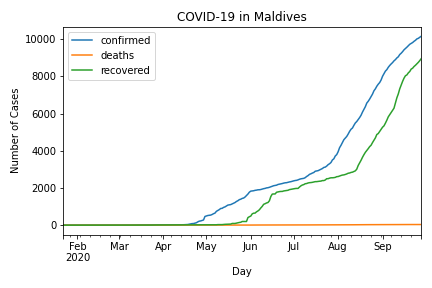 COVID-19 in Maldives
confirmed
deaths
recovered
Number of Cases
10000
8000
6000
4000
2000
0
Feb Mar Apr May Jun Jul Aug Sep
2020
Day